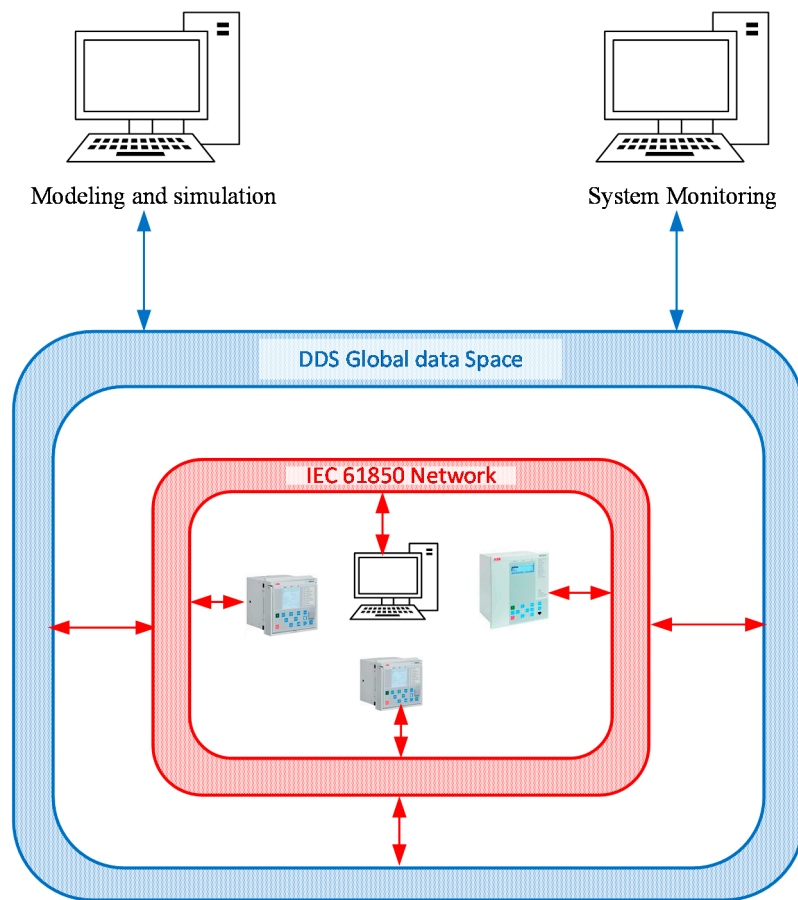 Modeling and simulation
System Monitoring
DDS Global data Space
IEC 61850 Network